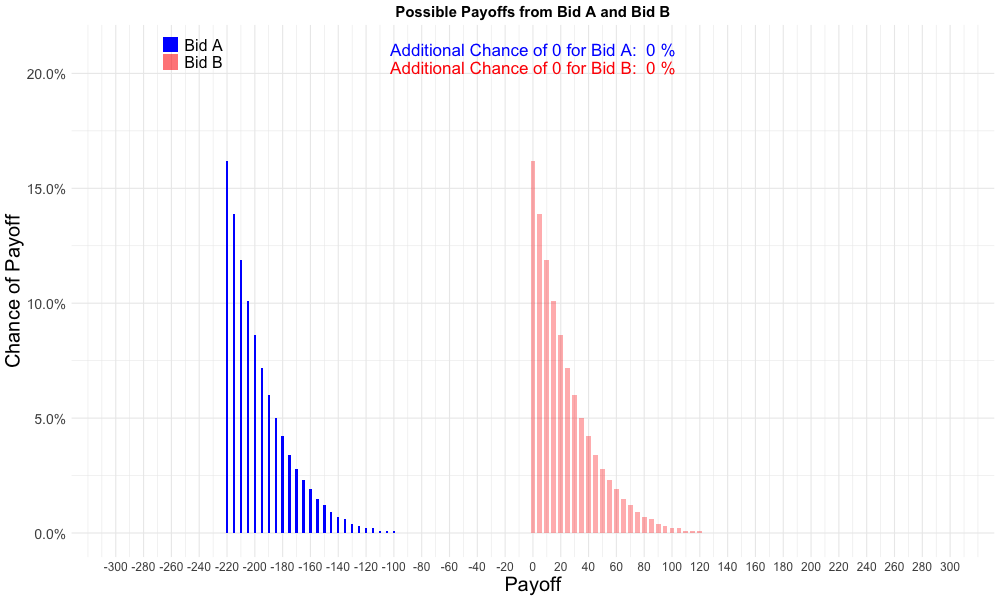 Possible Payoffs from Bid A and Bid B
Bid A
Bid B
Additional Chance of 0 for Bid A:  0 %
Additional Chance of 0 for Bid B:  0 %
Chance of Payoff
20.0%
15.0%
10.0%
5.0%
0.0%
-300 -280 -260 -240 -220 -200 -180 -160 -140 -120 -100 -80 -60 -40 -20 0 20 40 60 80 100 120 140 160 180 200 220 240 260 280 300
Payoff